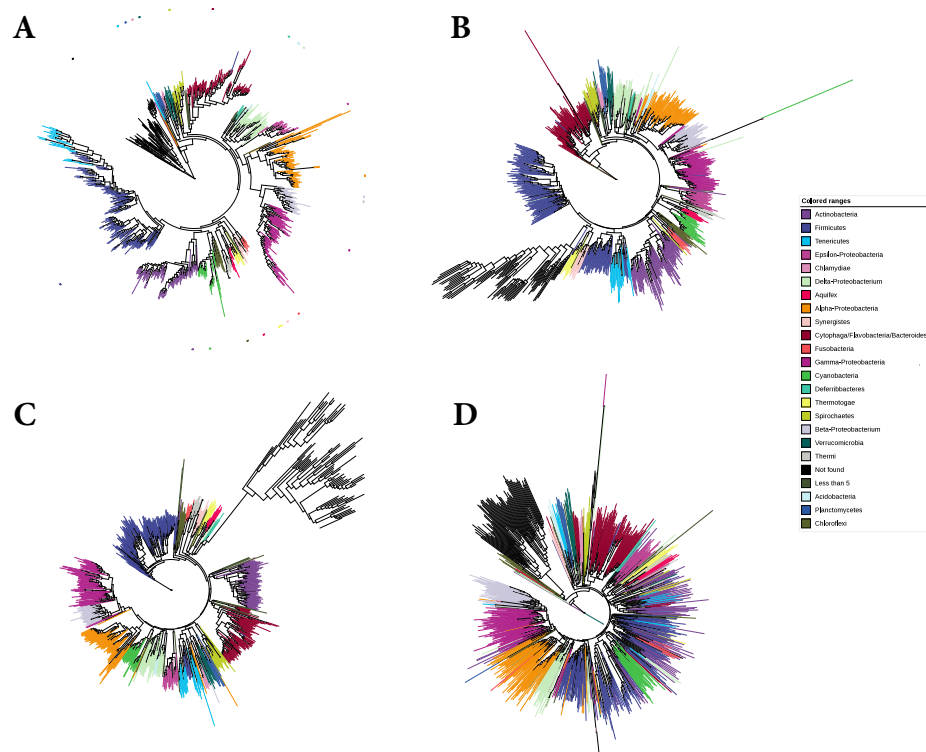 A
B
C
D
Colored ranges
Actinobacteria
Firmicutes
Tenericutes
Epsilon-Proteobacteria
Chlamydiae
Delta-Proteobacterium
Aquifex
Alpha-Proteobacteria
Synergistes
Cytophaga/Flavobacteria/Bacteroides
Fusobacteria
Gamma-Proteobacteria
Cyanobacteria
Deferribbacteres
Thermotogae
Spirochaetes
Beta-Proteobacterium
Verrucomicrobia
Thermi
Not found
Less than 5
Acidobacteria
Planctomycetes
Chloroflexi